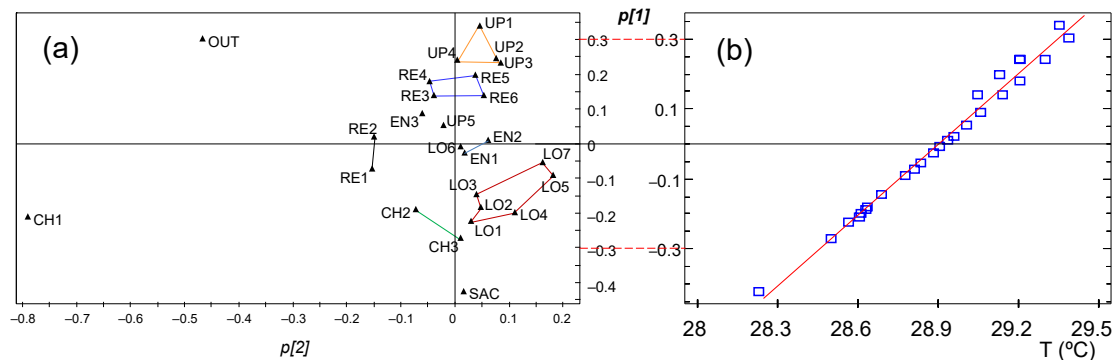 (a)
OUT
UP1
UP4
UP2
UP3
RE4
RE5
RE3
RE6
EN3
UP5
RE2
LO6
EN2
EN1
RE1
LO7
LO3
LO5
CH1
CH2
LO2
LO4
LO1
CH3
SAC
–0.8 –0.7 –0.6 –0.5 –0.4 –0.3 –0.2 –0.1 0 0.1 0.2
p[2]
p[1]
0.3
0.2
0.1
0
–0.1
–0.2
–0.3
–0.4
(b)
0.3
0.1
–0.1
–0.3
28 28.3 28.6 28.9 29.2 29.5
T (ºC)